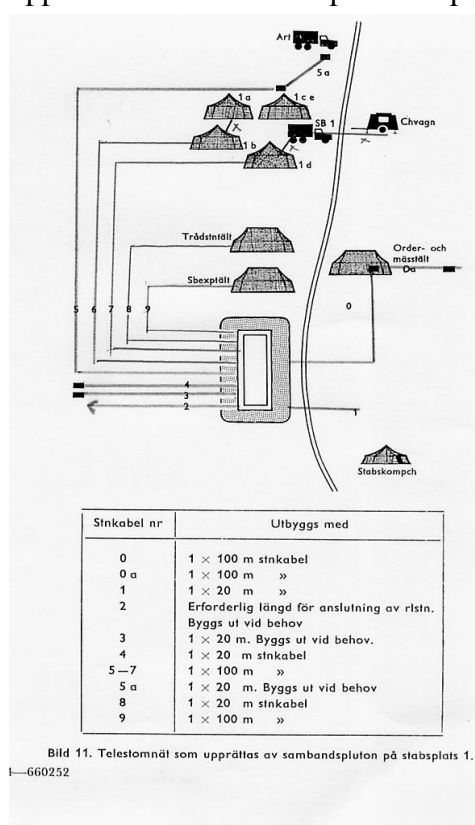 Art
5 a
1 a
1 c e
SB 1
Chvagn
1 b
1 d
Trådstntält
Order- och
mässtält
Da
Sbexptält
0
5
6
7
8
9
4
3
2
1
Stabskompch
Stnkabel nr
Utbyggs med
0
1 × 100 m stnkabel
0 a
1 × 100 m »
1
1 × 20 m »
2
Erforderlig längd för anslutning av rlstn.
Byggs ut vid behov
3
1 × 20 m. Byggs ut vid behov.
4
1 × 20 m stnkabel
5—7
1 × 100 m »
5 a
1 × 20 m. Byggs ut vid behov
8
1 × 20 m stnkabel
9
1 × 100 m »
Bild 11. Telestomnät som upprättas av sambandspluton på stabsplats 1.
—660252